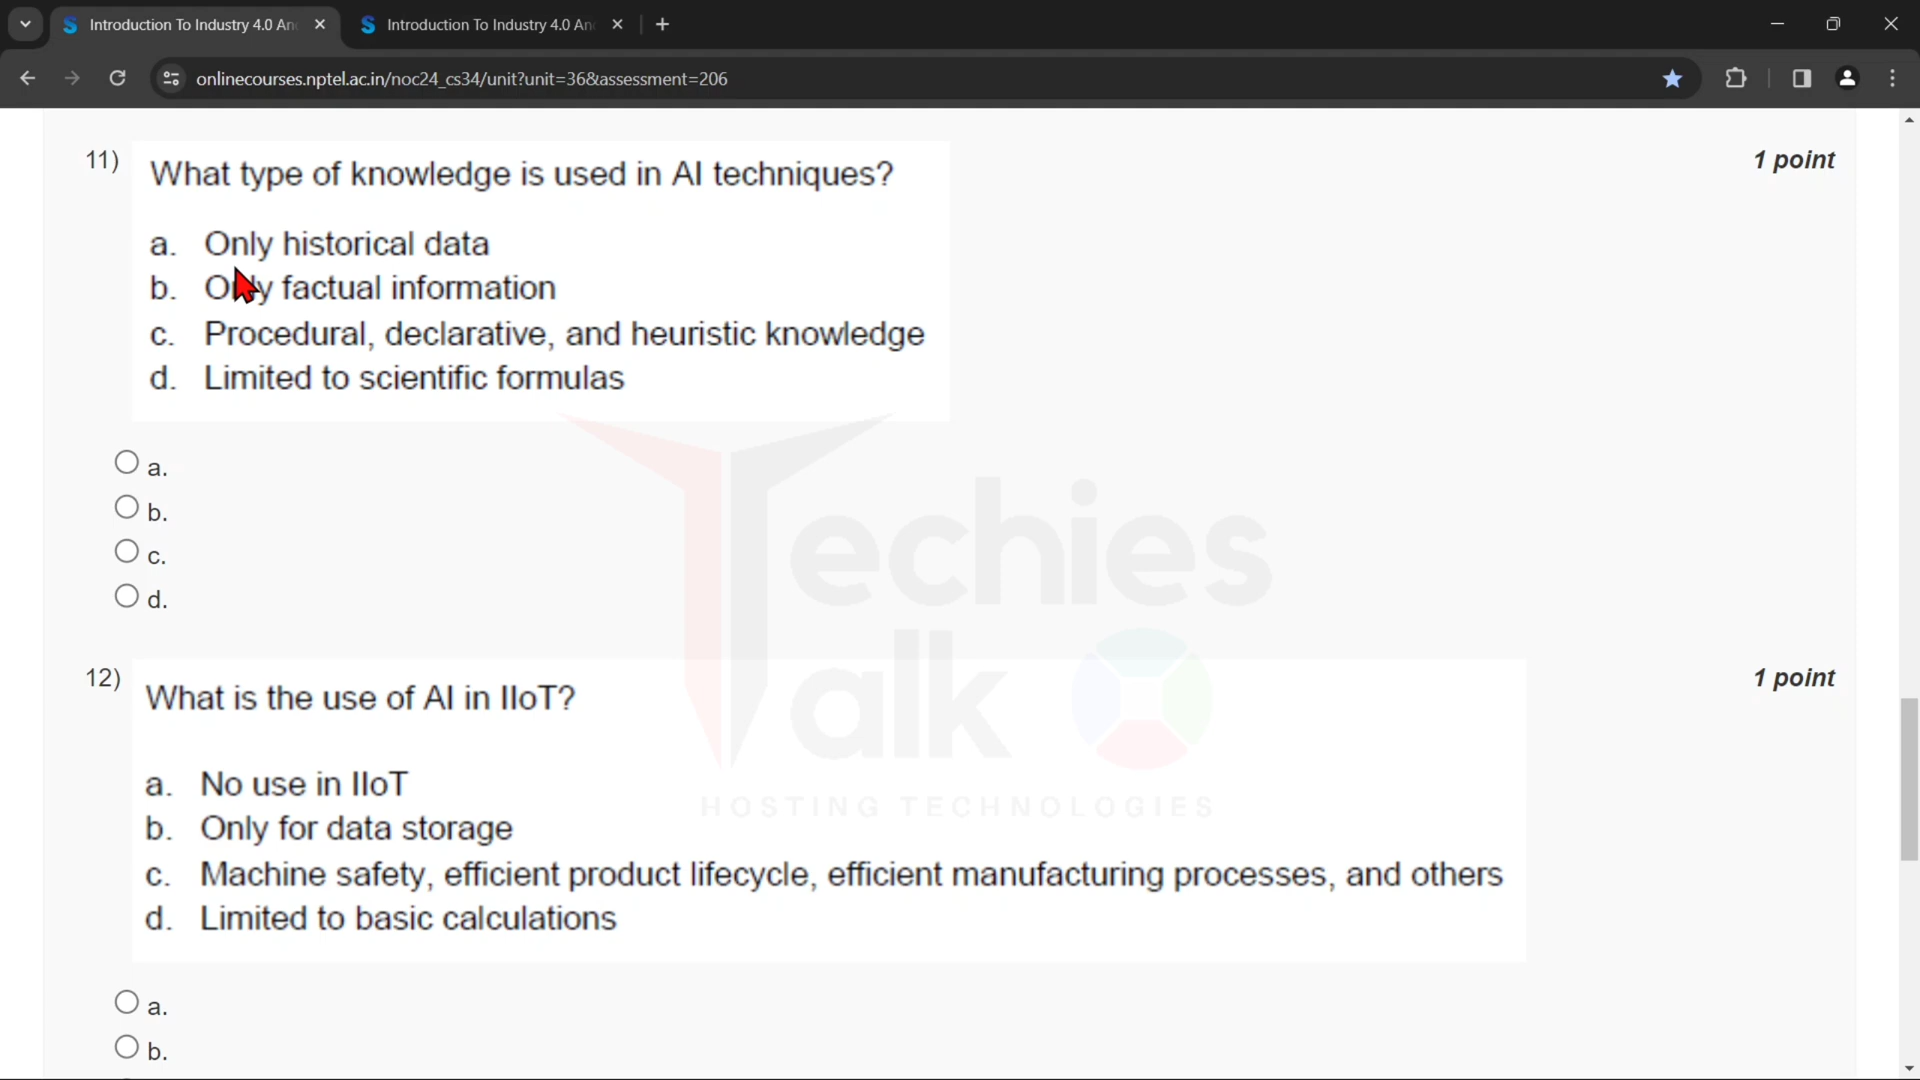 Introduction To Industry 4.0 An
Introduction To Industry 4.0 An
onlinecourses.nptel.ac.in/noc24_cs34/unit?unit=36&assessment=206
11)
What type of knowledge is used in AI techniques?
1 point
a. Only historical data
b. Only factual information
c. Procedural, declarative, and heuristic knowledge
d. Limited to scientific formulas
a.
b.
c.
d.
Techies
Talk
HOSTING TECHNOLOGIES
12)
What is the use of AI in IIoT?
1 point
a. No use in IIoT
b. Only for data storage
c. Machine safety, efficient product lifecycle, efficient manufacturing processes, and others
d. Limited to basic calculations
a.
b.